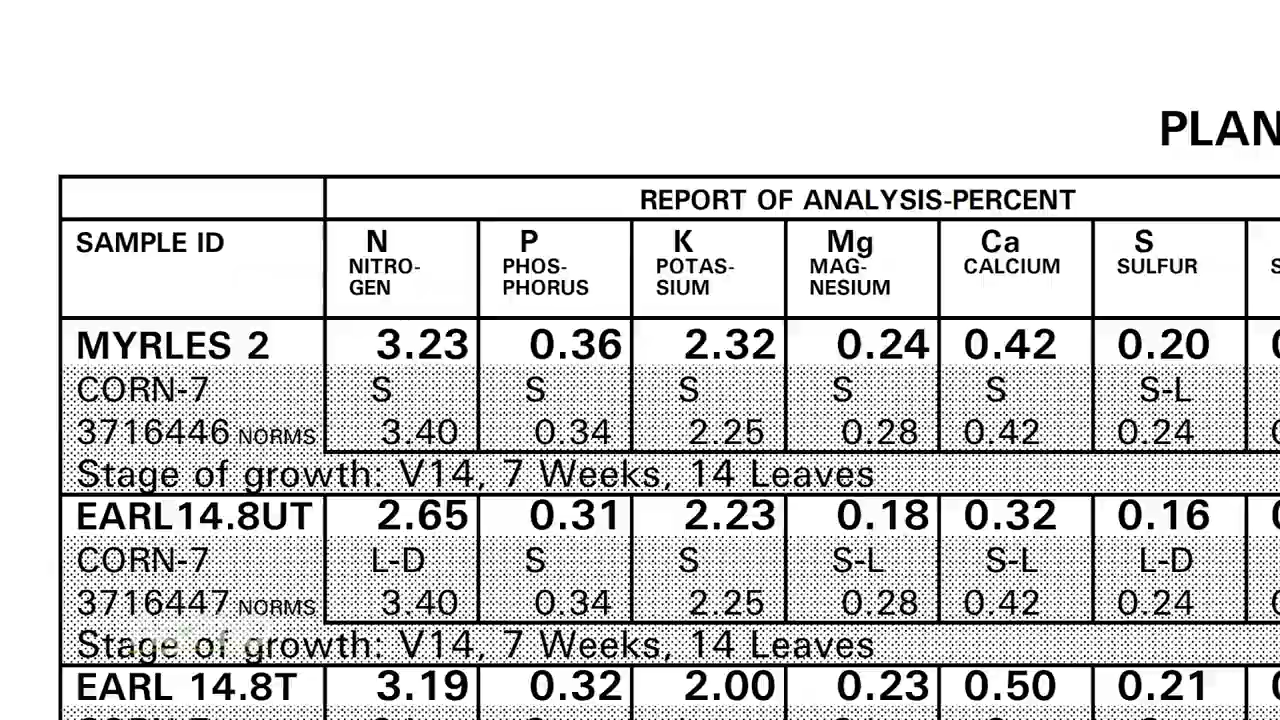 PLAN
REPORT OF ANALYSIS-PERCENT
SAMPLE ID N P K Mg Ca S
NITRO- PHOS- POTAS- MAG- CALCIUM SULFUR
GEN PHORUS SIUM NESIUM
MYRLES 2 3.23 0.36 2.32 0.24 0.42 0.20
CORN-7 S S S S S S-L
3716446 NORMS 3.40 0.34 2.25 0.28 0.42 0.24
Stage of growth: V14, 7 Weeks, 14 Leaves
EARL14.8UT 2.65 0.31 2.23 0.18 0.32 0.16
CORN-7 L-D S S S-L S-L L-D
3716447 NORMS 3.40 0.34 2.25 0.28 0.42 0.24
Stage of growth: V14, 7 Weeks, 14 Leaves
EARL 14.8T 3.19 0.32 2.00 0.23 0.50 0.21